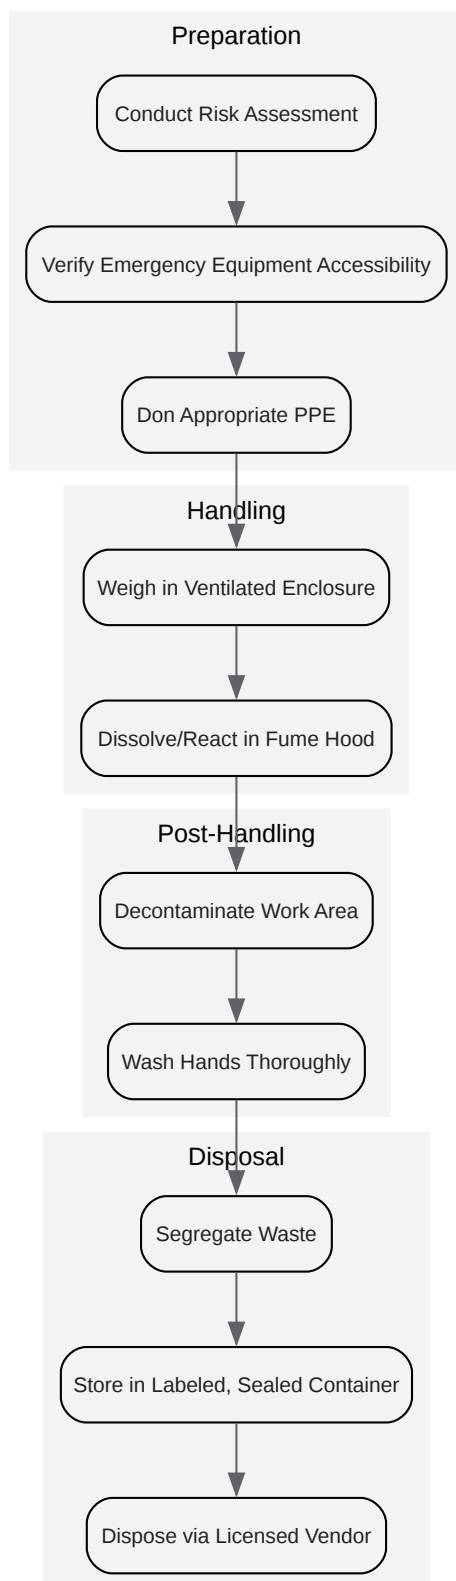 Preparation
Conduct Risk Assessment
Verify Emergency Equipment Accessibility
Don Appropriate PPE
Handling
Weigh in Ventilated Enclosure
Dissolve/React in Fume Hood
Post-Handling
Decontaminate Work Area
Wash Hands Thoroughly
Disposal
Segregate Waste
Store in Labeled, Sealed Container
Dispose via Licensed Vendor